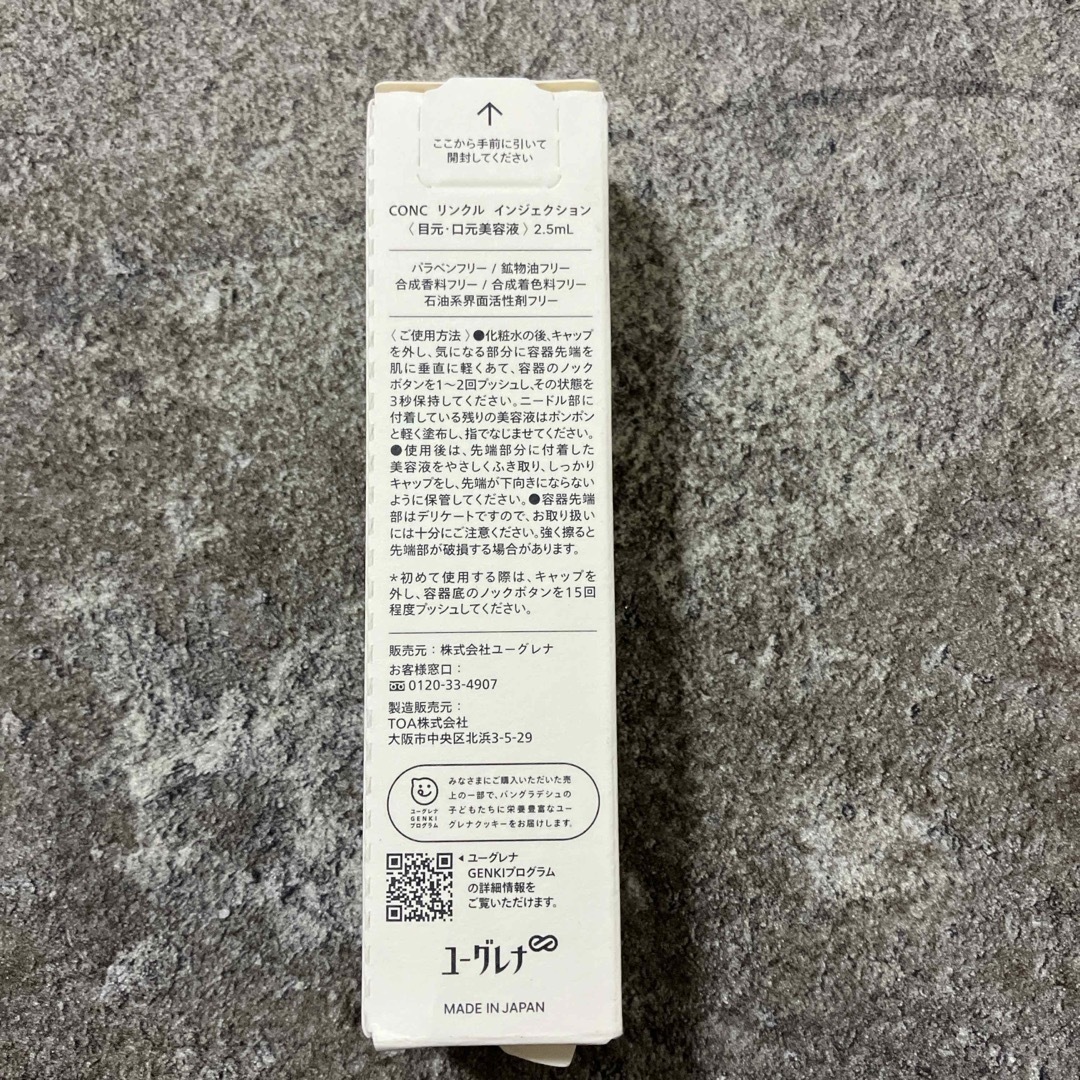 ↑
ここから手前に引いて
開封してください
CONC リンクル インジェクション
〈 目元・口元美容液 〉 2.5mL
パラベンフリー / 鉱物油フリー
合成香料フリー / 合成着色料フリー
石油系界面活性剤フリー
〈 ご使用方法 〉 ●化粧水の後、キャップ
を外し、気になる部分に容器先端を
肌に垂直に軽くあて、容器のノック
ボタンを1〜2回プッシュし、その状態を
3秒保持してください。ニードル部に
付着している残りの美容液はポンポン
と軽く塗布し、指でなじませてください。
●使用後は、先端部分に付着した
美容液をやさしくふき取り、しっかり
キャップをし、先端が下向きにならない
ように保管してください。●容器先端
部はデリケートですので、お取り扱い
には十分にご注意ください。強く擦ると
先端部が破損する場合があります。
*初めて使用する際は、キャップを
外し、容器底のノックボタンを15回
程度プッシュしてください。
販売元：株式会社ユーグレナ
お客様窓口：
0120-33-4907
製造販売元：
TOA株式会社
大阪市中央区北浜3-5-29
ユーグレナ
GENKI
プログラム
みなさまにご購入いただいた売
上の一部で、バングラデシュの
子どもたちに栄養豊富なユー
グレナクッキーをお届けします。
◀ ユーグレナ
GENKIプログラム
の詳細情報を
ご覧いただけます。
ユーグレナ
MADE IN JAPAN